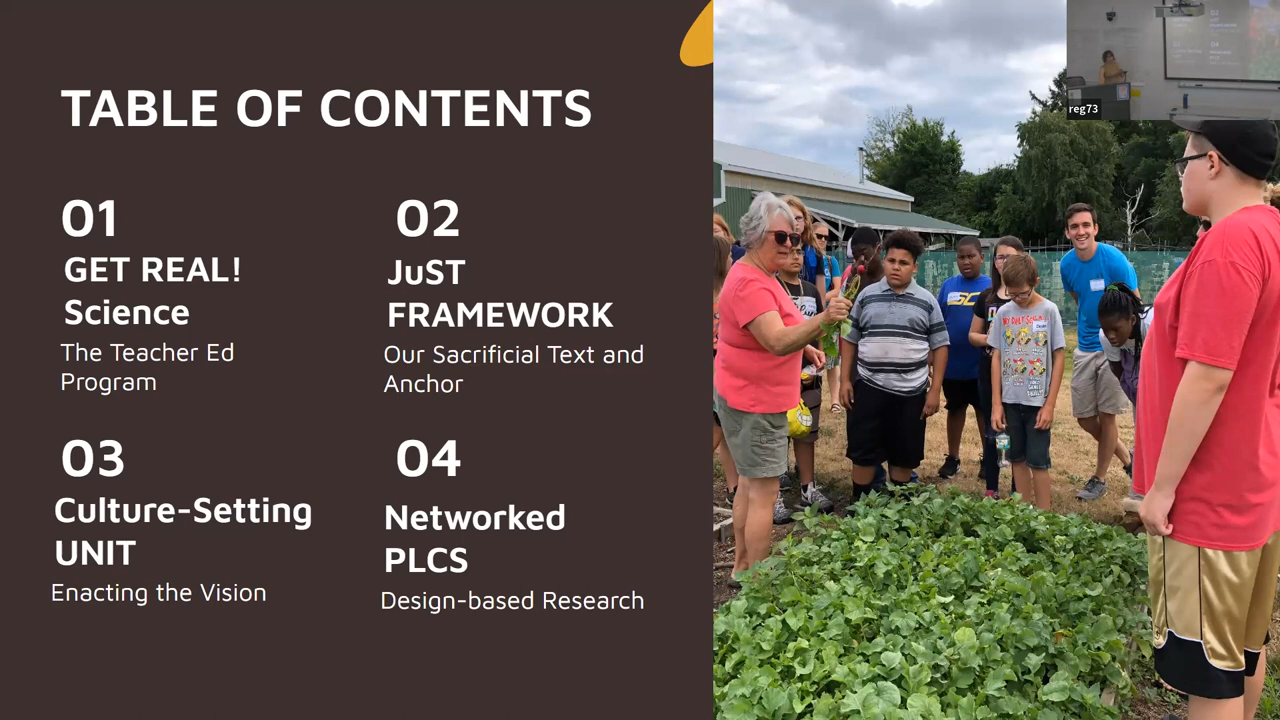 TABLE OF CONTENTS
01
GET REAL!
Science
The Teacher Ed
Program
02
JuST
FRAMEWORK
Our Sacrificial Text and
Anchor
03
Culture-Setting
UNIT
Enacting the Vision
04
Networked
PLCS
Design-based Research
reg73